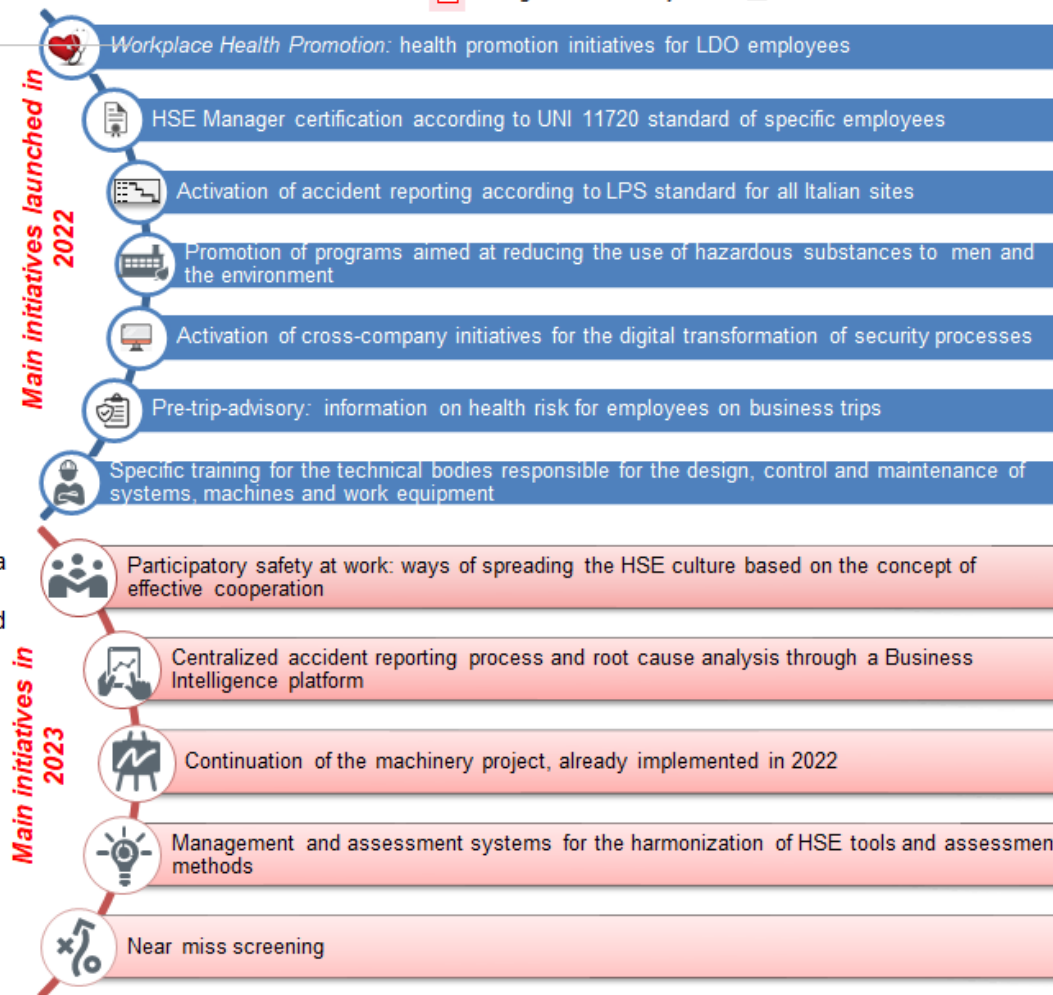 Main initiatives launched in
2022
Workplace Health Promotion: health promotion initiatives for LDO employees
HSE Manager certification according to UNI 11720 standard of specific employees
Activation of accident reporting according to LPS standard for all Italian sites
Promotion of programs aimed at reducing the use of hazardous substances to men and
the environment
Activation of cross-company initiatives for the digital transformation of security processes
Pre-trip-advisory: information on health risk for employees on business trips
Specific training for the technical bodies responsible for the design, control and maintenance of
systems, machines and work equipment
Main initiatives in
2023
Participatory safety at work: ways of spreading the HSE culture based on the concept of
effective cooperation
Centralized accident reporting process and root cause analysis through a Business
Intelligence platform
Continuation of the machinery project, already implemented in 2022
Management and assessment systems for the harmonization of HSE tools and assessmen
methods
Near miss screening